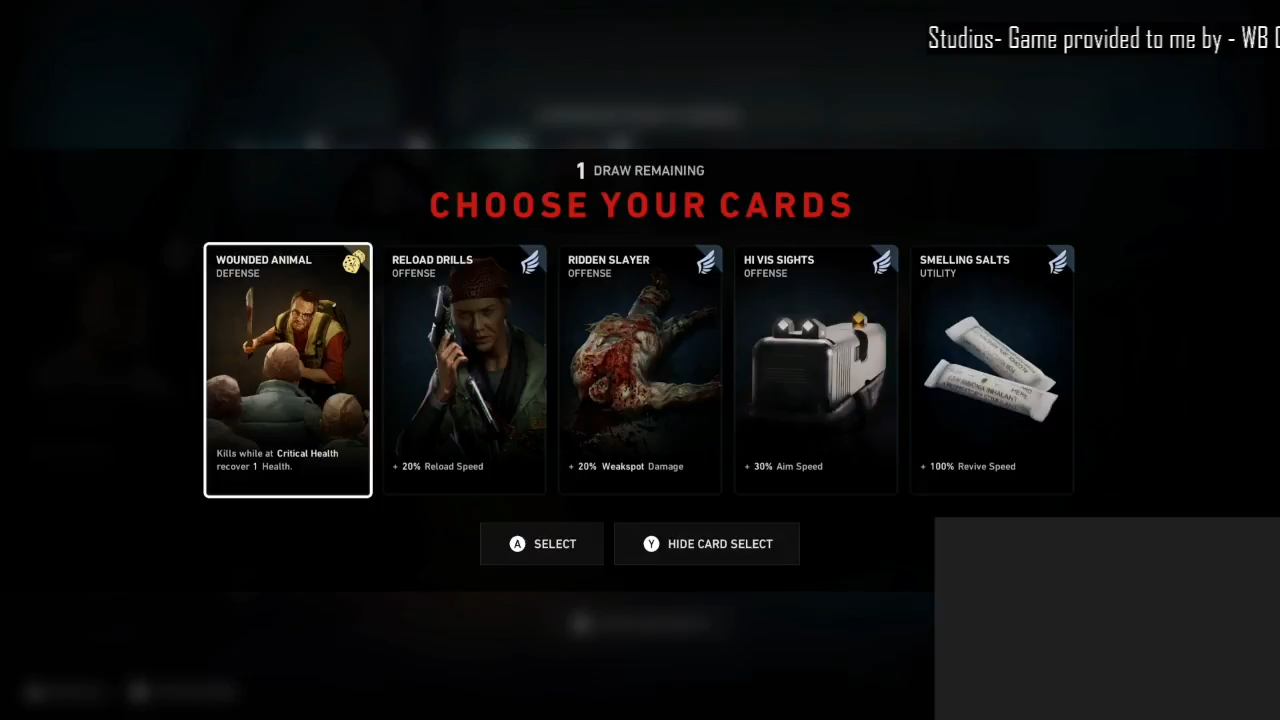 Studios- Game provided to me by - WB
1 DRAW REMAINING
CHOOSE YOUR CARDS
WOUNDED ANIMAL
DEFENSE
Kills while at Critical Health
recover 1 Health.
RELOAD DRILLS
OFFENSE
+ 20% Reload Speed
RIDDEN SLAYER
OFFENSE
+ 20% Weakspot Damage
HI VIS SIGHTS
OFFENSE
+ 30% Aim Speed
SMELLING SALTS
UTILITY
+ 100% Revive Speed
A SELECT
Y HIDE CARD SELECT